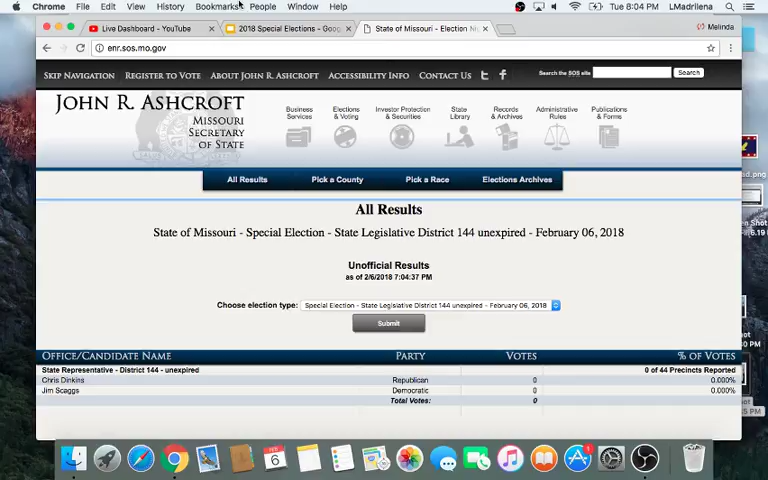 Chrome File Edit View History Bookmarks People Window Help Tue 8:04 PM LMadrilena
Live Dashboard - YouTube 2018 Special Elections - Goog State of Missouri - Election Ni Melinda
enr.sos.mo.gov
SKIP NAVIGATION REGISTER TO VOTE ABOUT JOHN R. ASHCROFT ACCESSIBILITY INFO CONTACT US Search the SOS site Search
JOHN R. ASHCROFT
MISSOURI
SECRETARY
OF STATE
Business Services
Elections & Voting
Investor Protection & Securities
State Library
Records & Archives
Administrative Rules
Publications & Forms
All Results Pick a County Pick a Race Elections Archives
All Results
State of Missouri - Special Election - State Legislative District 144 unexpired - February 06, 2018
Unofficial Results
as of 2/6/2018 7:04:37 PM
Choose election type: Special Election - State Legislative District 144 unexpired - February 06, 2018
Submit
OFFICE/CANDIDATE NAME PARTY VOTES % OF VOTES
State Representative - District 144 - unexpired 0 of 44 Precincts Reported
Chris Dinkins Republican 0 0.000%
Jim Scaggs Democratic 0 0.000%
Total Votes: 0
6